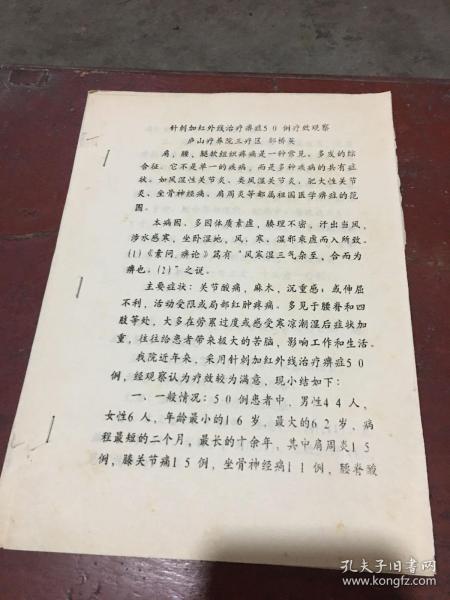 针刺加红外线治疗痹症50例疗效观察
庐山疗养院三疗区 邹桥英
肩，腰、腿软组织疼痛是一种常见。多发的综
合征。它不是单一的疾病，而是多种疾病的共有症
状。如风湿性关节炎、类风湿关节炎，肥大性关节
炎、坐骨神经痛、肩周炎等都属祖国医学痹症的范
围。
本病因，多因体质素虚，腠理不密，汗出当风，
涉水感寒，坐卧湿地，风、寒、湿邪乘虚而入所致。
(1)《素问.痹论》篇有“风寒湿三气杂至，合而为
痹也。(2)”之说。
主要症状：关节酸痛，麻木，沉重感；或伸屈
不利，活动受限或局部红肿疼痛。多见于腰脊和四
肢等处，大多在劳累过度或感受寒凉潮湿后症状加
重，往往给患者带来极大的苦脑，影响工作和生活。
我院近年来，采用针刺加红外线治疗痹症50
例，经观察认为疗效较为满意，现小结如下：
一、一般情况：50例患者中，男性44人，
女性6人，年龄最小的16岁，最大的62岁，病
程最短的二个月，最长的十余年，其中肩周炎15
例，膝关节痛15例，坐骨神经痛11例，腰脊酸
孔夫子旧书网
www.kongfz.com